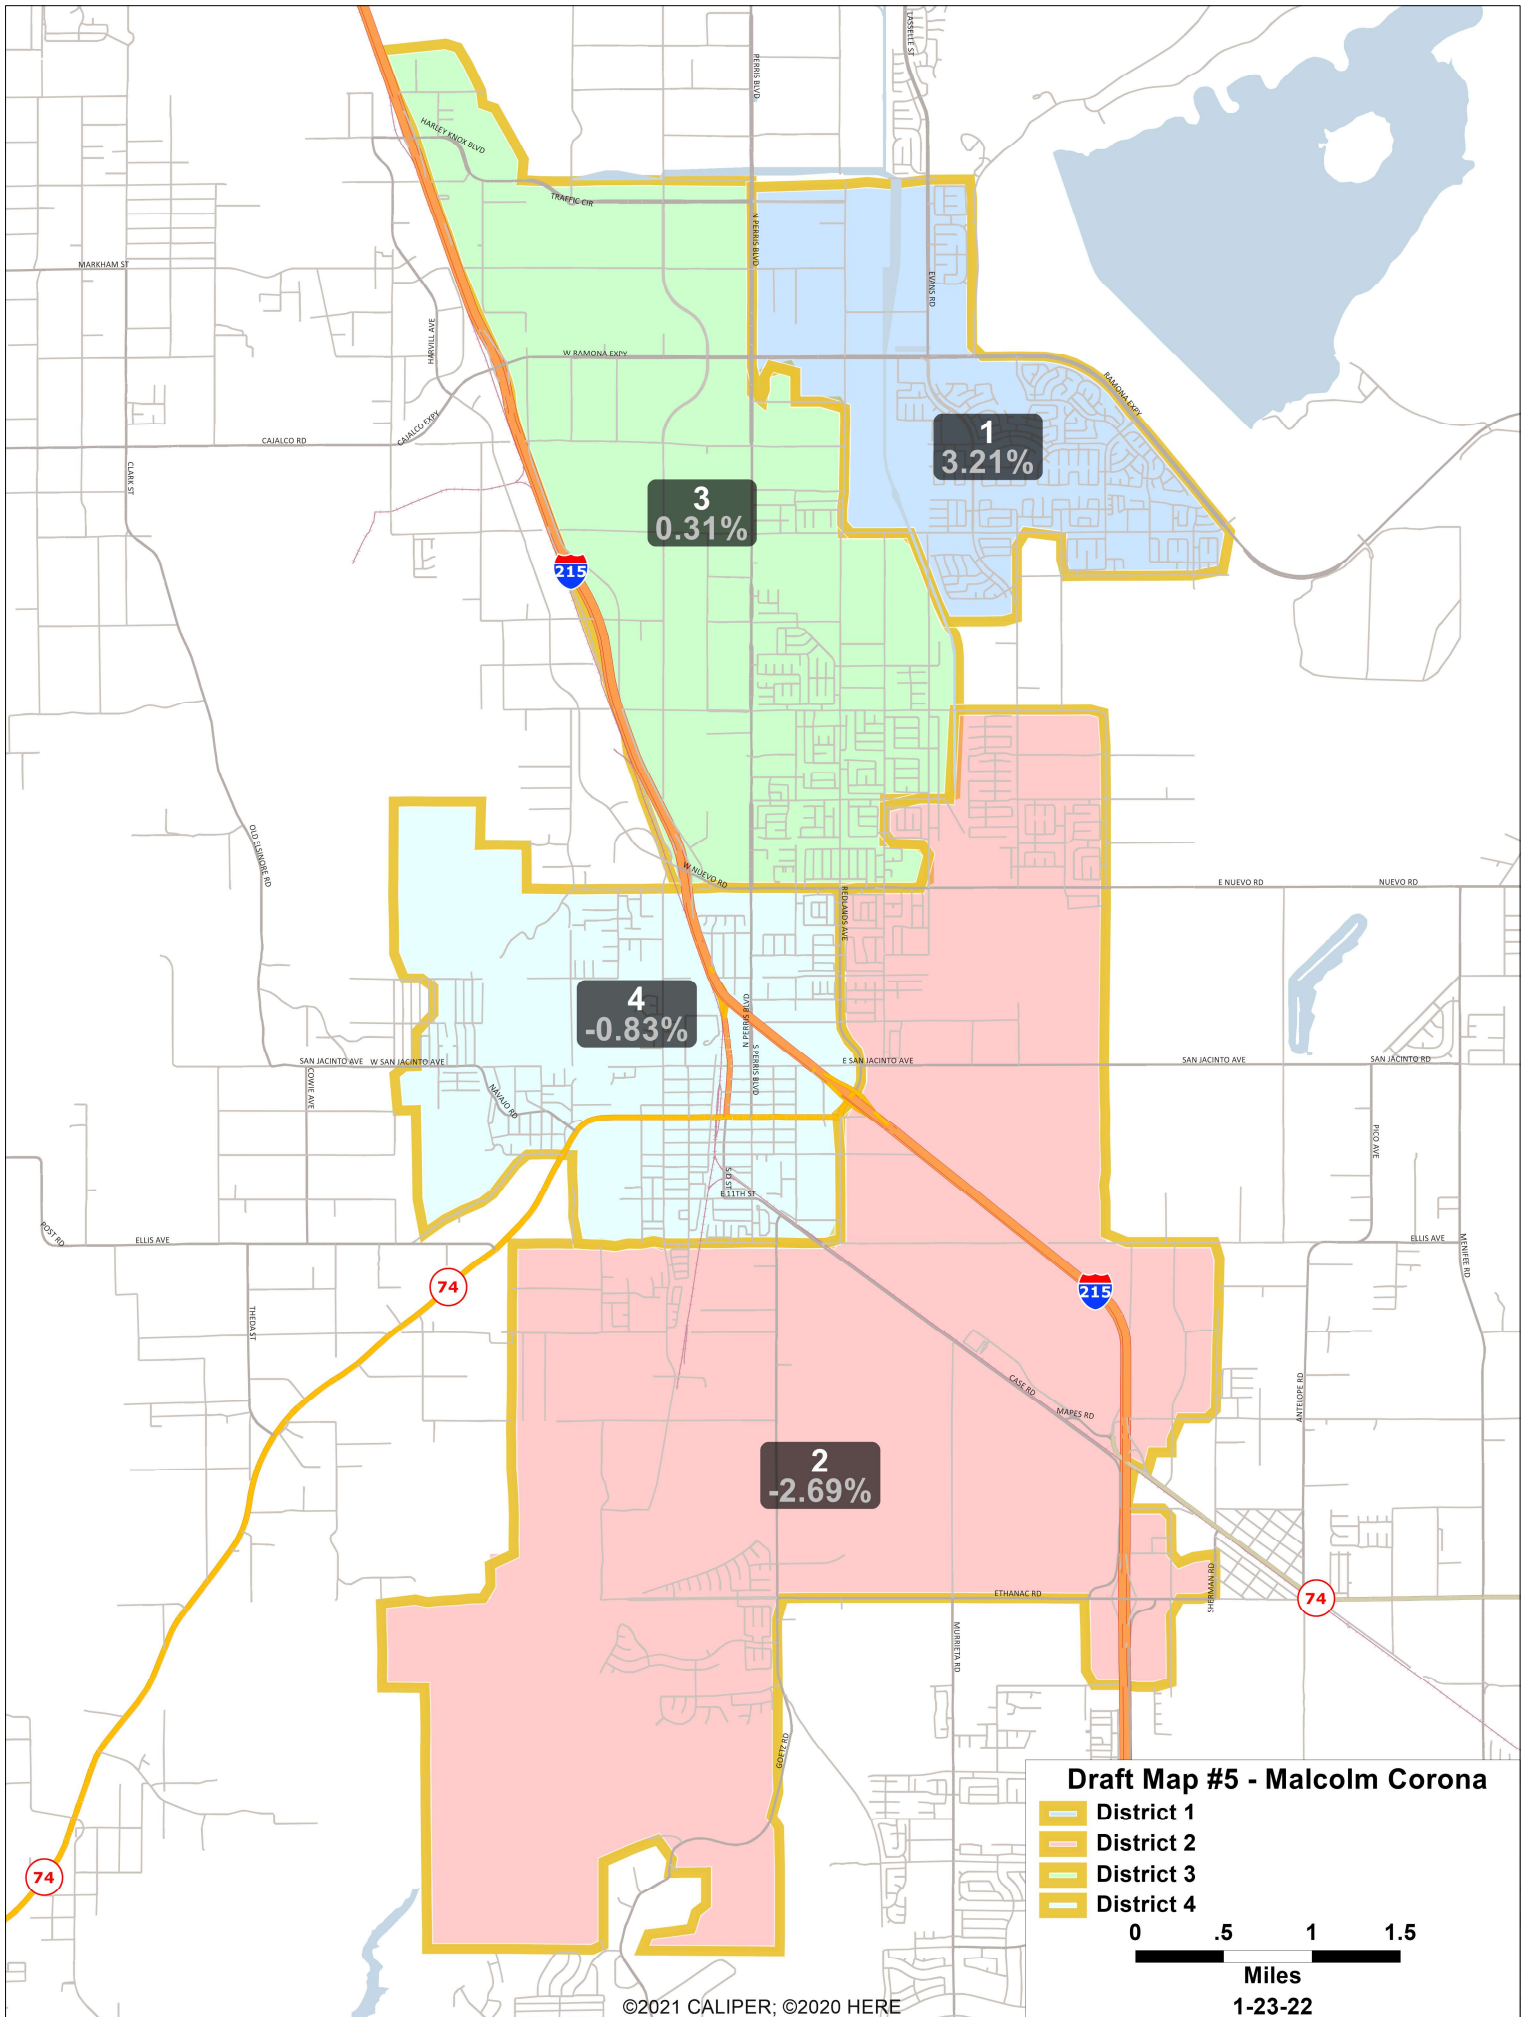 PERRIS BLVD
LASSELLE ST
HARLEY KNOX BLVD
TRAFFIC CIR
N PERRIS BLVD
MARKHAM ST
EVANS RD
HARVILL AVE
W RAMONA EXPY
RAMONA EXPY
CAJALCO EXPY
CAJALCO RD
1
3.21%
CLARK ST
3
0.31%
215
OLD ELSINORE RD
W NUEVO RD
E NUEVO RD
NUEVO RD
REDLANDS AVE
4
-0.83%
N PERRIS BLVD
SAN JACINTO AVE
W SAN JACINTO AVE
E SAN JACINTO AVE
SAN JACINTO AVE
SAN JACINTO RD
S PERRIS BLVD
COWIE AVE
NAVAJO RD
PICO AVE
S D ST
E 11TH ST
POST RD
ELLIS AVE
ELLIS AVE
MENIFEE RD
74
215
THEDA ST
CASE RD
MAPES RD
ANTELOPE RD
2
-2.69%
ETHANAC RD
SHERMAN RD
74
MURRIETA RD
GOETZ RD
74
Draft Map #5 - Malcolm Corona
District 1
District 2
District 3
District 4
0 .5 1 1.5
Miles
1-23-22
©2021 CALIPER; ©2020 HERE